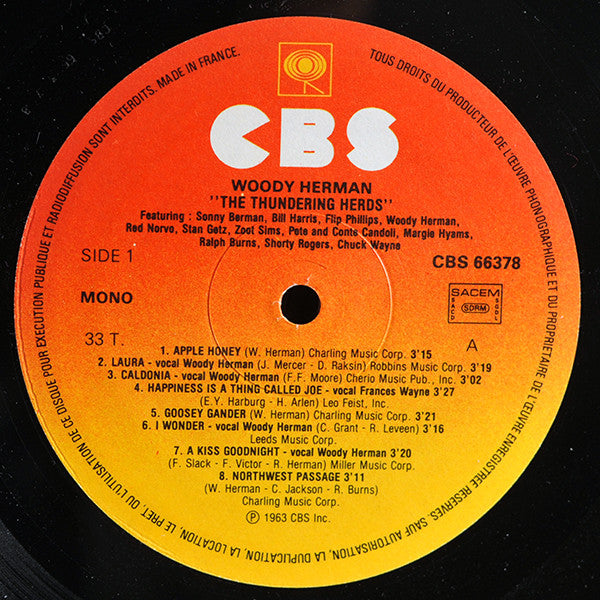 TOUS DROITS DU PRODUCTEUR DE L'ŒUVRE PHONOGRAPHIQUE ET DU PROPRIETAIRE DE L'ŒUVRE ENREGISTREE RESERVES. SAUF AUTORISATION, LA DUPLICATION, LA LOCATION, LE PRET, OU L'UTILISATION DE CE DISQUE POUR EXECUTION PUBLIQUE ET RADIODIFFUSION SONT INTERDITS. MADE IN FRANCE.
CBS
WOODY HERMAN
"THE THUNDERING HERDS"
Featuring : Sonny Berman, Bill Harris, Flip Phillips, Woody Herman,
Red Norvo, Stan Getz, Zoot Sims, Pete and Conte Candoli, Margie Hyams,
Ralph Burns, Shorty Rogers, Chuck Wayne
SIDE 1
CBS 66378
MONO
SACEM
SACD
SDRM
SGDL
33 T.
A
1. APPLE HONEY (W. Herman) Charling Music Corp. 3'15
2. LAURA - vocal Woody Herman (J. Mercer - D. Raksin) Robbins Music Corp. 3'19
3. CALDONIA - vocal Woody Herman (F.F. Moore) Cherio Music Pub., Inc. 3'02
4. HAPPINESS IS A THING CALLED JOE - vocal Frances Wayne 3'27
(E.Y. Harburg - H. Arlen) Leo Feist, Inc.
5. GOOSEY GANDER (W. Herman) Charling Music Corp. 3'21
6. I WONDER - vocal Woody Herman (C. Grant - R. Leveen) 3'16
Leeds Music Corp.
7. A KISS GOODNIGHT - vocal Woody Herman 3'20
(F. Slack - F. Victor - R. Herman) Miller Music Corp.
8. NORTHWEST PASSAGE 3'11
(W. Herman - C. Jackson - R. Burns)
Charling Music Corp.
Ⓟ 1963 CBS Inc.